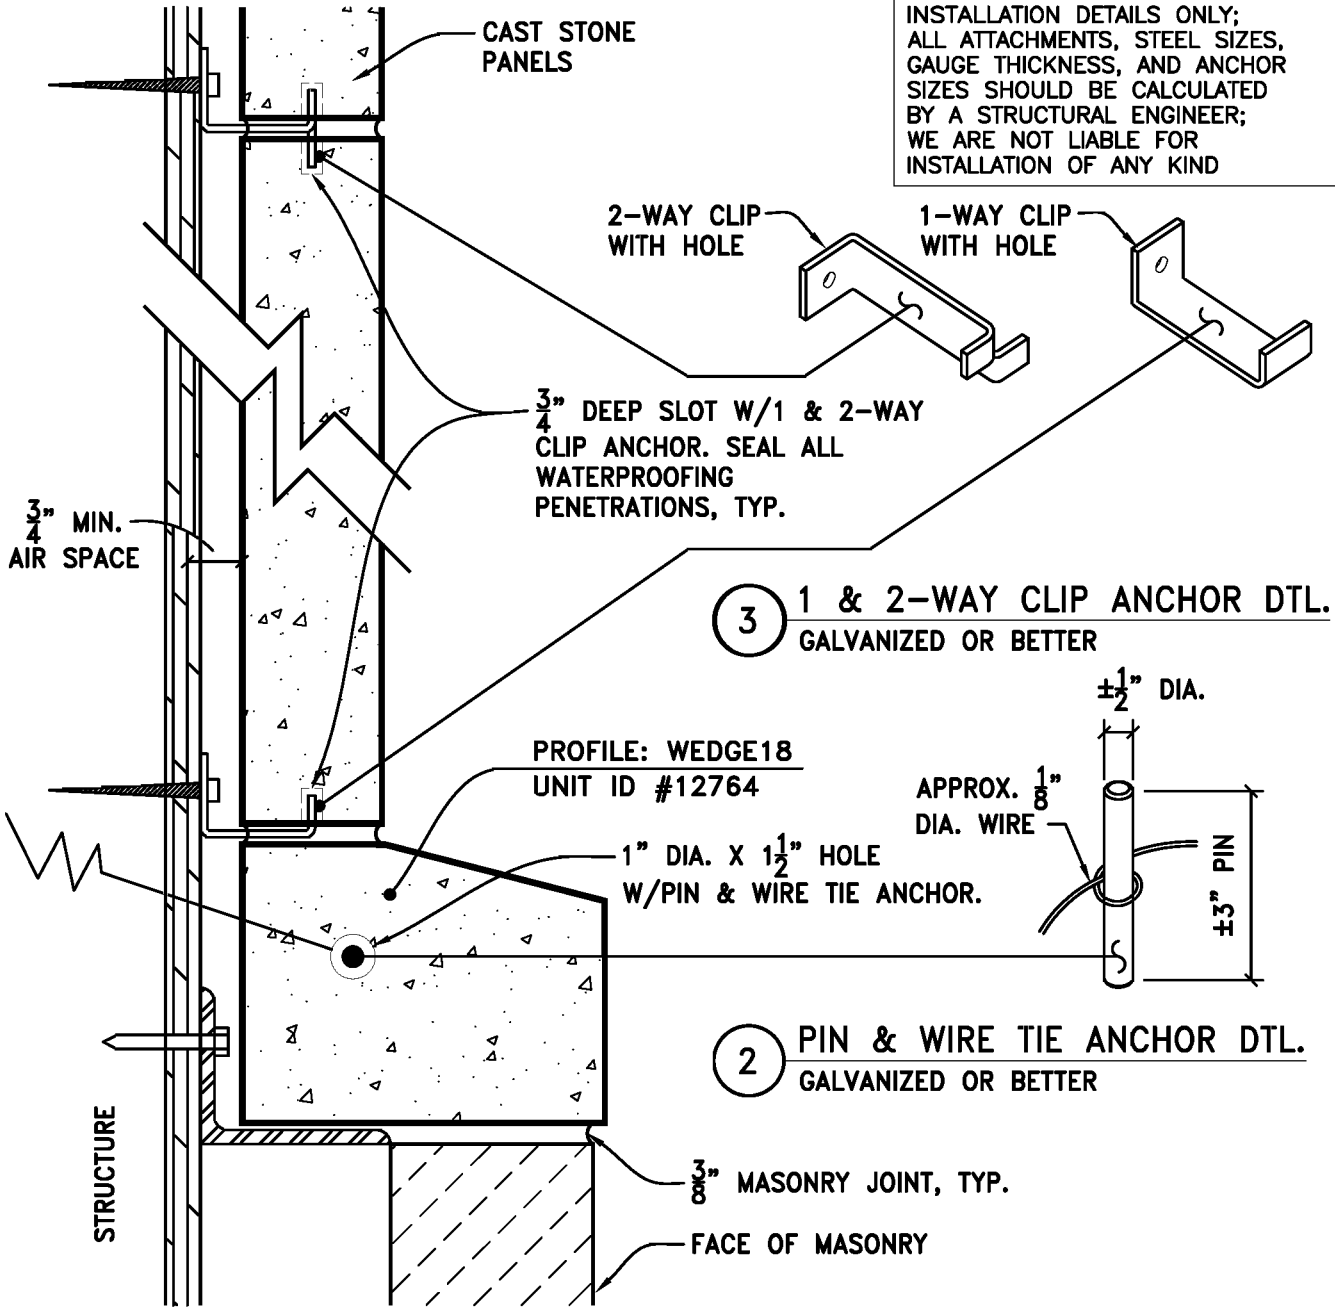 INSTALLATION DETAILS ONLY;
ALL ATTACHMENTS, STEEL SIZES,
GAUGE THICKNESS, AND ANCHOR
SIZES SHOULD BE CALCULATED
BY A STRUCTURAL ENGINEER;
WE ARE NOT LIABLE FOR
INSTALLATION OF ANY KIND
CAST STONE
PANELS
2-WAY CLIP
WITH HOLE
1-WAY CLIP
WITH HOLE
3/4" DEEP SLOT W/1 & 2-WAY
CLIP ANCHOR. SEAL ALL
WATERPROOFING
PENETRATIONS, TYP.
3/4" MIN.
AIR SPACE
3
1 & 2-WAY CLIP ANCHOR DTL.
GALVANIZED OR BETTER
±1/2" DIA.
PROFILE: WEDGE18
UNIT ID #12764
APPROX. 1/8"
DIA. WIRE
±3" PIN
1" DIA. X 1 1/2" HOLE
W/PIN & WIRE TIE ANCHOR.
2
PIN & WIRE TIE ANCHOR DTL.
GALVANIZED OR BETTER
STRUCTURE
3/8" MASONRY JOINT, TYP.
FACE OF MASONRY